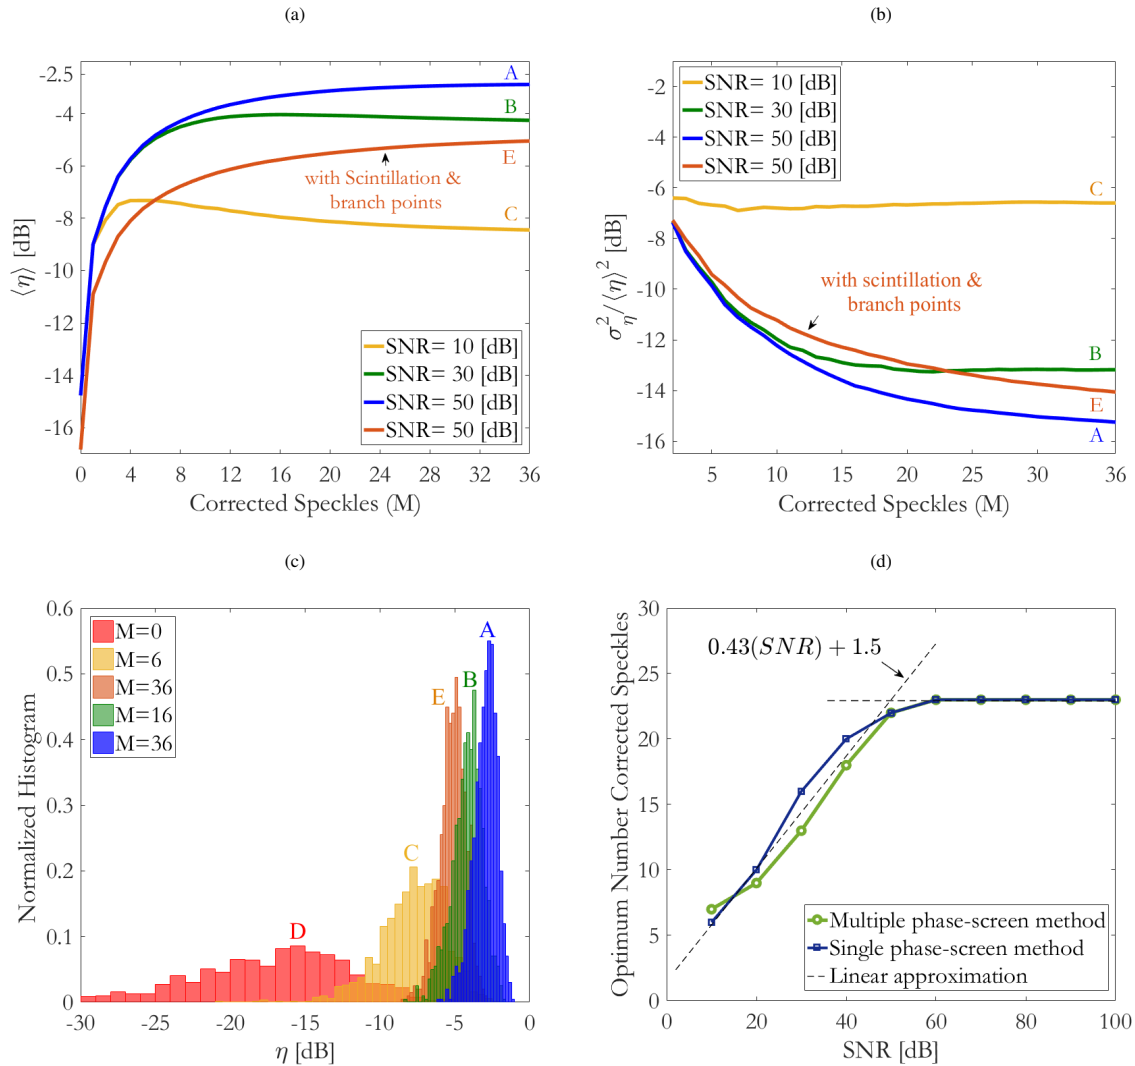 (a)
-2.5
-4
-6
-8
-10
-12
-14
-16
0
4
8
12
16
20
24
28
32
36
⟨η⟩ [dB]
Corrected Speckles (M)
A
B
E
C
with Scintillation &
branch points
SNR= 10 [dB]
SNR= 30 [dB]
SNR= 50 [dB]
SNR= 50 [dB]
(b)
-2
-4
-6
-8
-10
-12
-14
-16
5
10
15
20
25
30
36
σ²η/⟨η⟩² [dB]
Corrected Speckles (M)
SNR= 10 [dB]
SNR= 30 [dB]
SNR= 50 [dB]
SNR= 50 [dB]
C
with scintillation &
branch points
B
E
A
(c)
0.6
0.5
0.4
0.3
0.2
0.1
0
-30
-25
-20
-15
-10
-5
0
Normalized Histogram
η [dB]
M=0
M=6
M=36
M=16
M=36
A
B
E
C
D
(d)
30
25
20
15
10
5
0
0
20
40
60
80
100
Optimum Number Corrected Speckles
SNR [dB]
0.43(SNR) + 1.5
Multiple phase-screen method
Single phase-screen method
Linear approximation